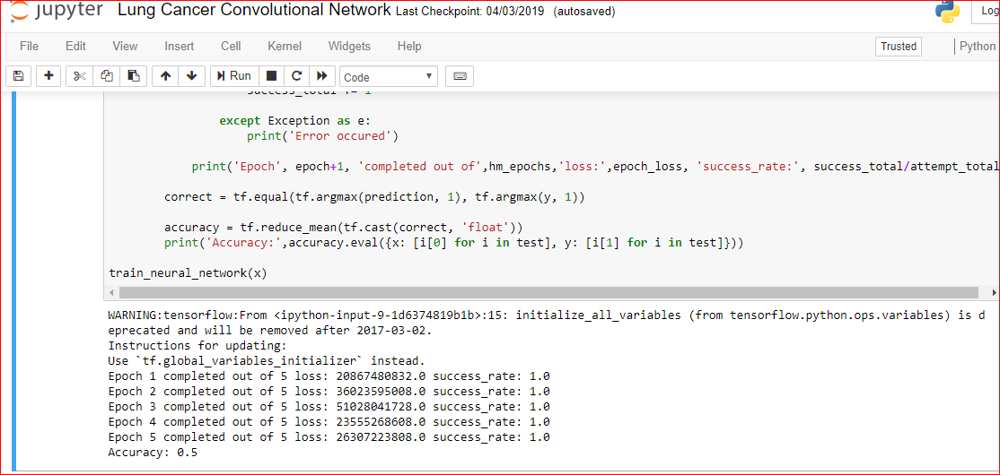 jupyter Lung Cancer Convolutional Network Last Checkpoint: 04/03/2019 (autosaved) Log
File Edit View Insert Cell Kernel Widgets Help Trusted Python
Run Code
success_total += 1
except Exception as e:
print('Error occured')
print('Epoch', epoch+1, 'completed out of',hm_epochs,'loss:',epoch_loss, 'success_rate:', success_total/attempt_total
correct = tf.equal(tf.argmax(prediction, 1), tf.argmax(y, 1))
accuracy = tf.reduce_mean(tf.cast(correct, 'float'))
print('Accuracy:',accuracy.eval({x: [i[0] for i in test], y: [i[1] for i in test]}))
train_neural_network(x)
WARNING:tensorflow:From <ipython-input-9-1d6374819b1b>:15: initialize_all_variables (from tensorflow.python.ops.variables) is d
eprecated and will be removed after 2017-03-02.
Instructions for updating:
Use `tf.global_variables_initializer` instead.
Epoch 1 completed out of 5 loss: 20867480832.0 success_rate: 1.0
Epoch 2 completed out of 5 loss: 36023595008.0 success_rate: 1.0
Epoch 3 completed out of 5 loss: 51028041728.0 success_rate: 1.0
Epoch 4 completed out of 5 loss: 23555268608.0 success_rate: 1.0
Epoch 5 completed out of 5 loss: 26307223808.0 success_rate: 1.0
Accuracy: 0.5